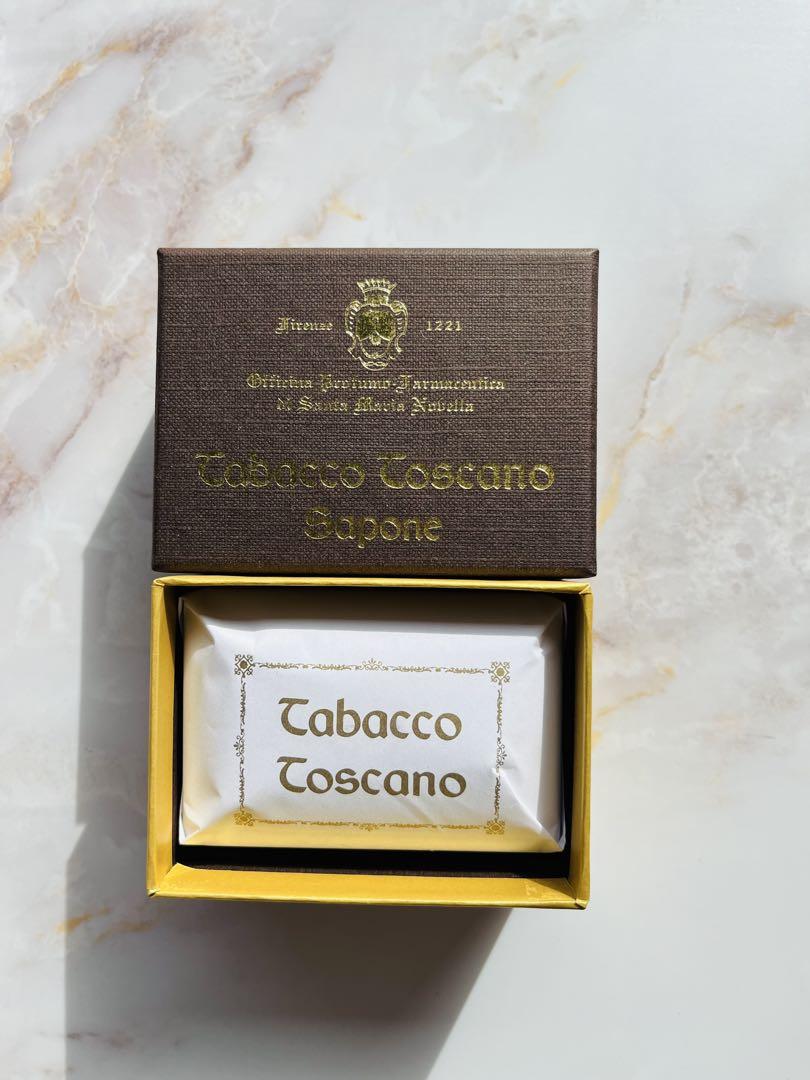 Firenze 1221
Officina Profumo-Farmaceutica
di Santa Maria Novella
Tabacco Toscano
Sapone
Tabacco
Toscano